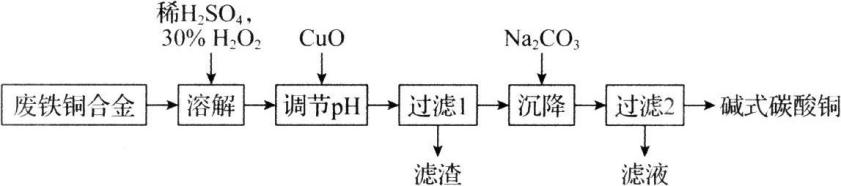 稀H₂SO₄,
30% H₂O₂
CuO
Na₂CO₃
废铁铜合金
溶解
调节pH
过滤1
沉降
过滤2
碱式碳酸铜
滤渣
滤液